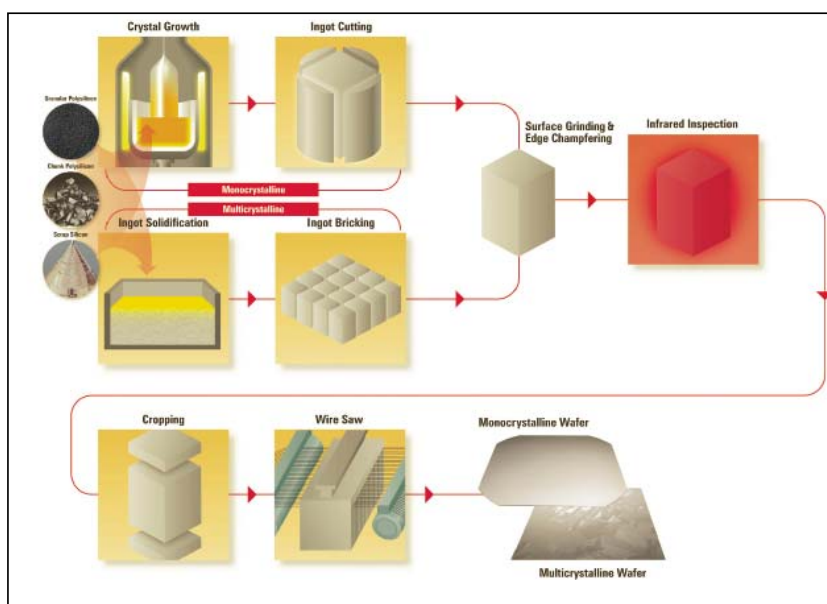 Crystal Growth
Ingot Cutting
Granular Polysilicon
Surface Grinding &
Edge Champfering
Infrared Inspection
Chunk Polysilicon
Monocrystalline
Multicrystalline
Ingot Solidification
Ingot Bricking
Scrap Silicon
Cropping
Wire Saw
Monocrystalline Wafer
Multicrystalline Wafer